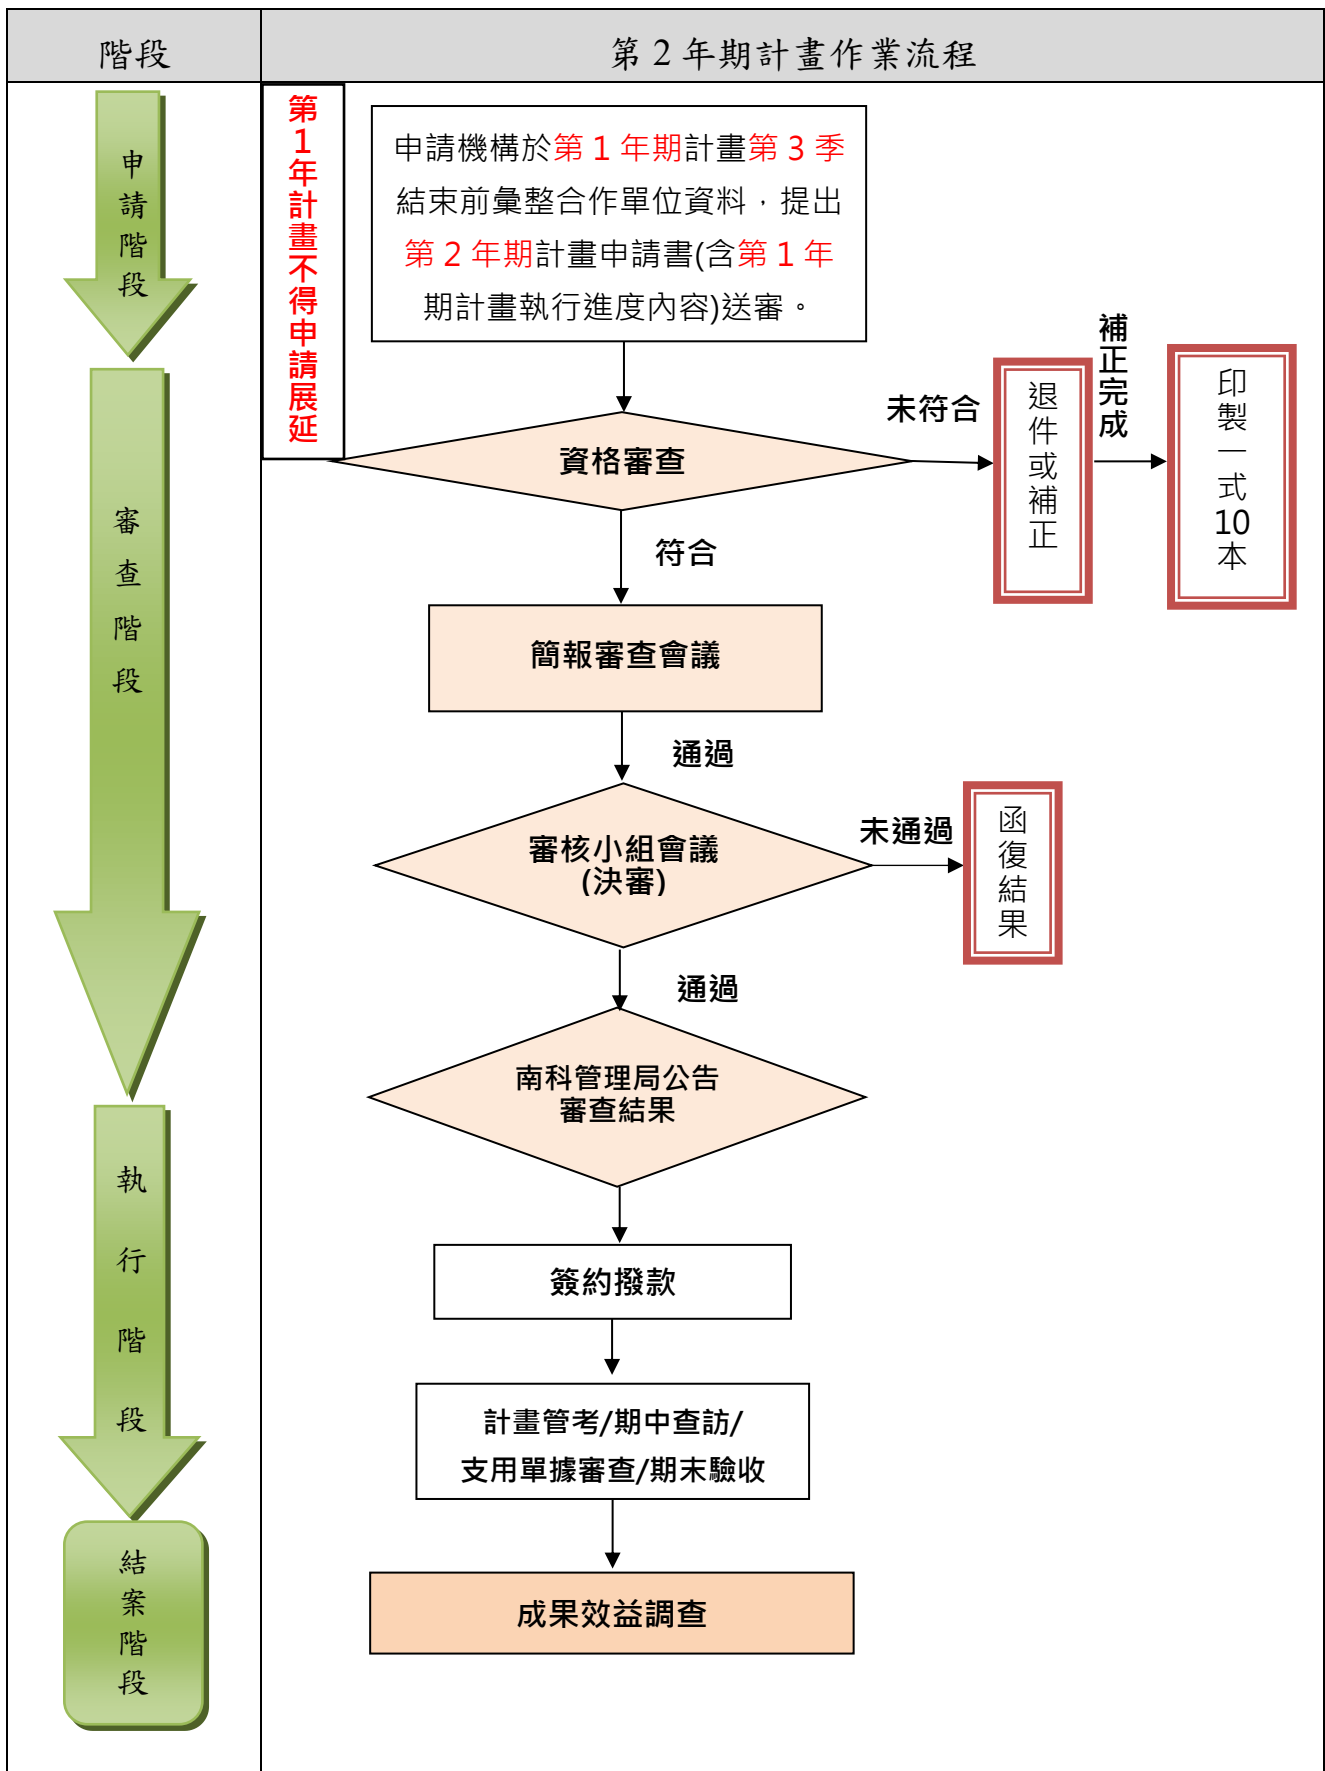 階段
第 2 年期計畫作業流程
申請階段
第1年計畫不得申請展延
申請機構於第 1 年期計畫第 3 季
結束前彙整合作單位資料，提出
第 2 年期計畫申請書(含第 1 年
期計畫執行進度內容)送審。
資格審查
未符合
退件或補正
補正完成
印製一式10本
審查階段
符合
簡報審查會議
通過
審核小組會議
(決審)
未通過
函復結果
通過
南科管理局公告
審查結果
執行階段
簽約撥款
計畫管考/期中查訪/
支用單據審查/期末驗收
結案階段
成果效益調查